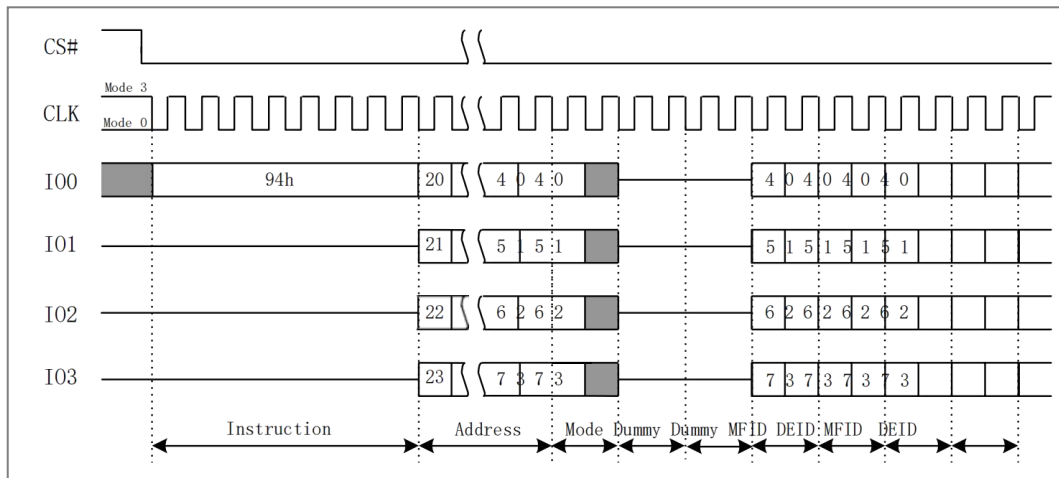 CS#
Mode 3
CLK
Mode 0
IO0 94h 20 4 0 4 0 4 0 4 0 4 0 4 0
IO1 21 5 1 5 1 5 1 5 1 5 1 5 1
IO2 22 6 2 6 2 6 2 6 2 6 2 6 2
IO3 23 7 3 7 3 7 3 7 3 7 3 7 3
Instruction Address Mode Dummy Dummy MFID DEID MFID DEID